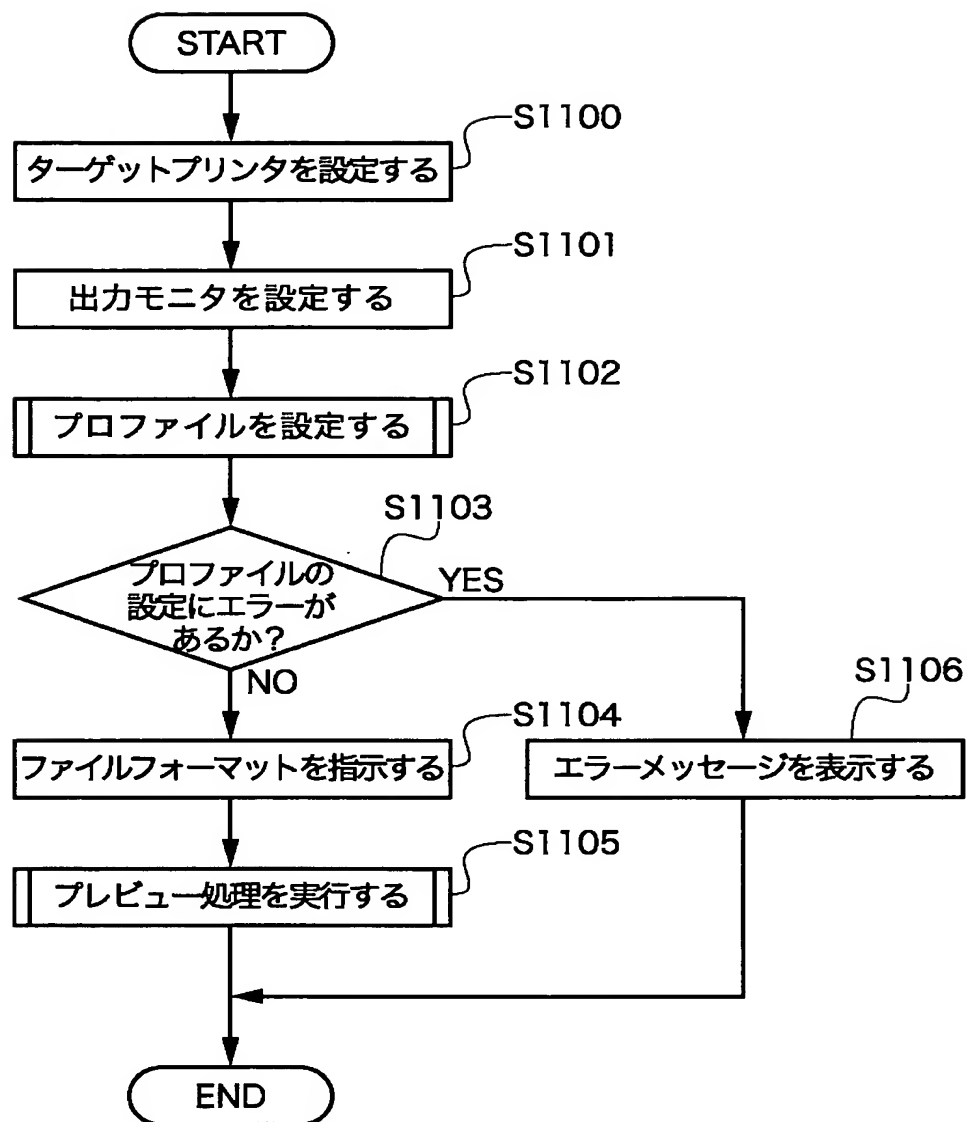 START
S1100
ターゲットプリンタを設定する
S1101
出力モニタを設定する
S1102
プロファイルを設定する
S1103
プロファイルの
設定にエラーが
あるか？
YES
NO
S1104
ファイルフォーマットを指示する
S1106
エラーメッセージを表示する
S1105
プレビュー処理を実行する
END